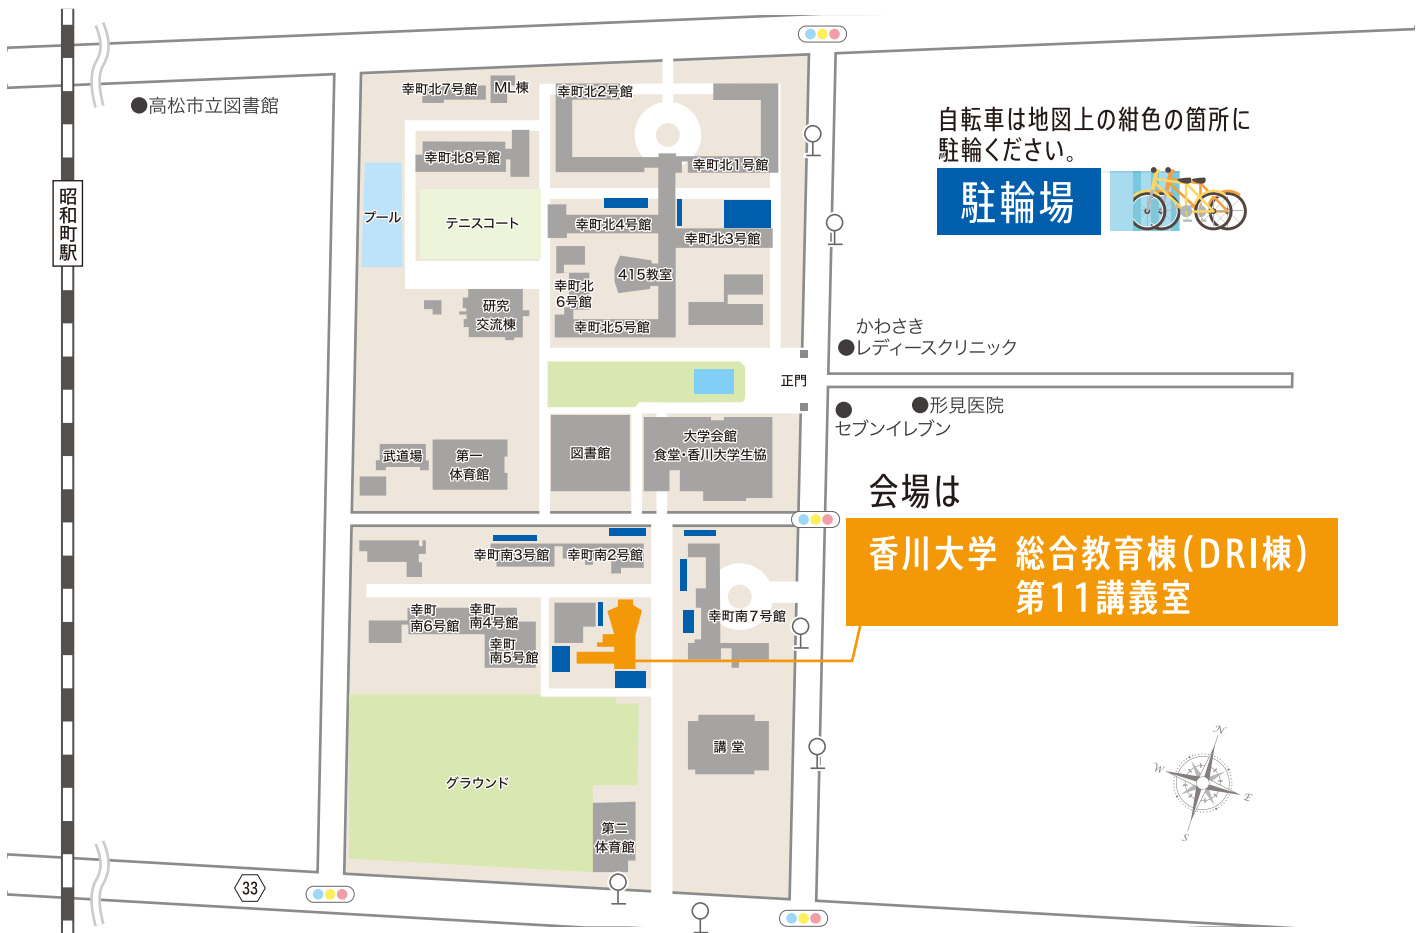 高松市立図書館
昭和町駅
幸町北7号館
ML棟
幸町北2号館
幸町北8号館
幸町北1号館
プール
テニスコート
幸町北4号館
幸町北3号館
415教室
幸町北
6号館
研究
交流棟
幸町北5号館
正門
自転車は地図上の紺色の箇所に
駐輪ください。
駐輪場
かわさき
レディースクリニック
形見医院
セブンイレブン
武道場
第一
体育館
図書館
大学会館
食堂・香川大学生協
会場は
香川大学 総合教育棟(DRI棟)
第11講義室
幸町南3号館
幸町南2号館
幸町
南6号館
幸町
南4号館
幸町
南5号館
幸町南7号館
講堂
グラウンド
第二
体育館
33
N
W
E
S